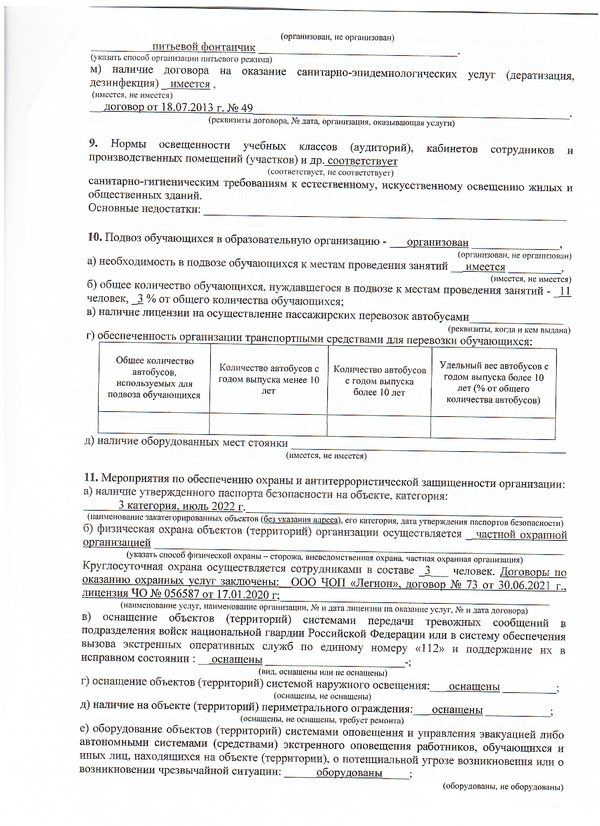 (организован, не организован)
питьевой фонтанчик.
(указать способ организации питьевого режима)
м) наличие договора на оказание санитарно-эпидемиологических услуг (дератизация,
дезинфекция) имеется ,
(имеется, не имеется)
договор от 18.07.2013 г. № 49.
(реквизиты договора, № дата, организация, оказывающая услуги)
9. Нормы освещенности учебных классов (аудиторий), кабинетов сотрудников и
производственных помещений (участков) и др. соответствует
(соответствует, не соответствует)
санитарно-гигиеническим требованиям к естественному, искусственному освещению жилых и
общественных зданий.
Основные недостатки:
10. Подвоз обучающихся в образовательную организацию - организован ,
(организован, не организован)
а) необходимость в подвозе обучающихся к местам проведения занятий имеется ,
(имеется, не имеется)
б) общее количество обучающихся, нуждавшегося в подвозе к местам проведения занятий - 11
человек, 3 % от общего количества обучающихся;
в) наличие лицензии на осуществление пассажирских перевозок автобусами
(реквизиты, когда и кем выдана)
г) обеспеченность организации транспортными средствами для перевозки обучающихся:
Общее количество
автобусов,
используемых для
подвоза обучающихся
Количество автобусов с
годом выпуска менее 10
лет
Количество автобусов
с годом выпуска
более 10 лет
Удельный вес автобусов с
годом выпуска более 10
лет (% от общего
количества автобусов)
д) наличие оборудованных мест стоянки
(имеется, не имеется)
11. Мероприятия по обеспечению охраны и антитеррористической защищенности организации:
а) наличие утвержденного паспорта безопасности на объекте, категория:
3 категория, июль 2022 г.
(наименование закатегорированных объектов (без указания адреса), его категория, дата утверждения паспортов безопасности)
б) физическая охрана объектов (территорий) организации осуществляется частной охранной
организацией
(указать способ физической охраны – сторожа, вневедомственная охрана, частная охранная организация)
Круглосуточная охрана осуществляется сотрудниками в составе 3 человек. Договоры по
оказанию охранных услуг заключены: ООО ЧОП «Легион», договор № 73 от 30.06.2021 г.,
лицензия ЧО № 056587 от 17.01.2020 г;
(наименование услуг, наименование организации, № и дата лицензии на оказание услуг, № и дата договора)
в) оснащение объектов (территорий) системами передачи тревожных сообщений в
подразделения войск национальной гвардии Российской Федерации или в систему обеспечения
вызова экстренных оперативных служб по единому номеру «112» и поддержание их в
исправном состоянии : оснащены -;
(вид, оснащены или не оснащены)
г) оснащение объектов (территорий) системой наружного освещения: оснащены ;
(оснащены, не оснащены)
д) наличие на объекте (территорий) периметрального ограждения: оснащены ;
(оснащены, не оснащены, требует ремонта)
е) оборудование объектов (территорий) системами оповещения и управления эвакуацией либо
автономными системами (средствами) экстренного оповещения работников, обучающихся и
иных лиц, находящихся на объекте (территории), о потенциальной угрозе возникновения или о
возникновении чрезвычайной ситуации: оборудованы ;
(оборудованы, не оборудованы)